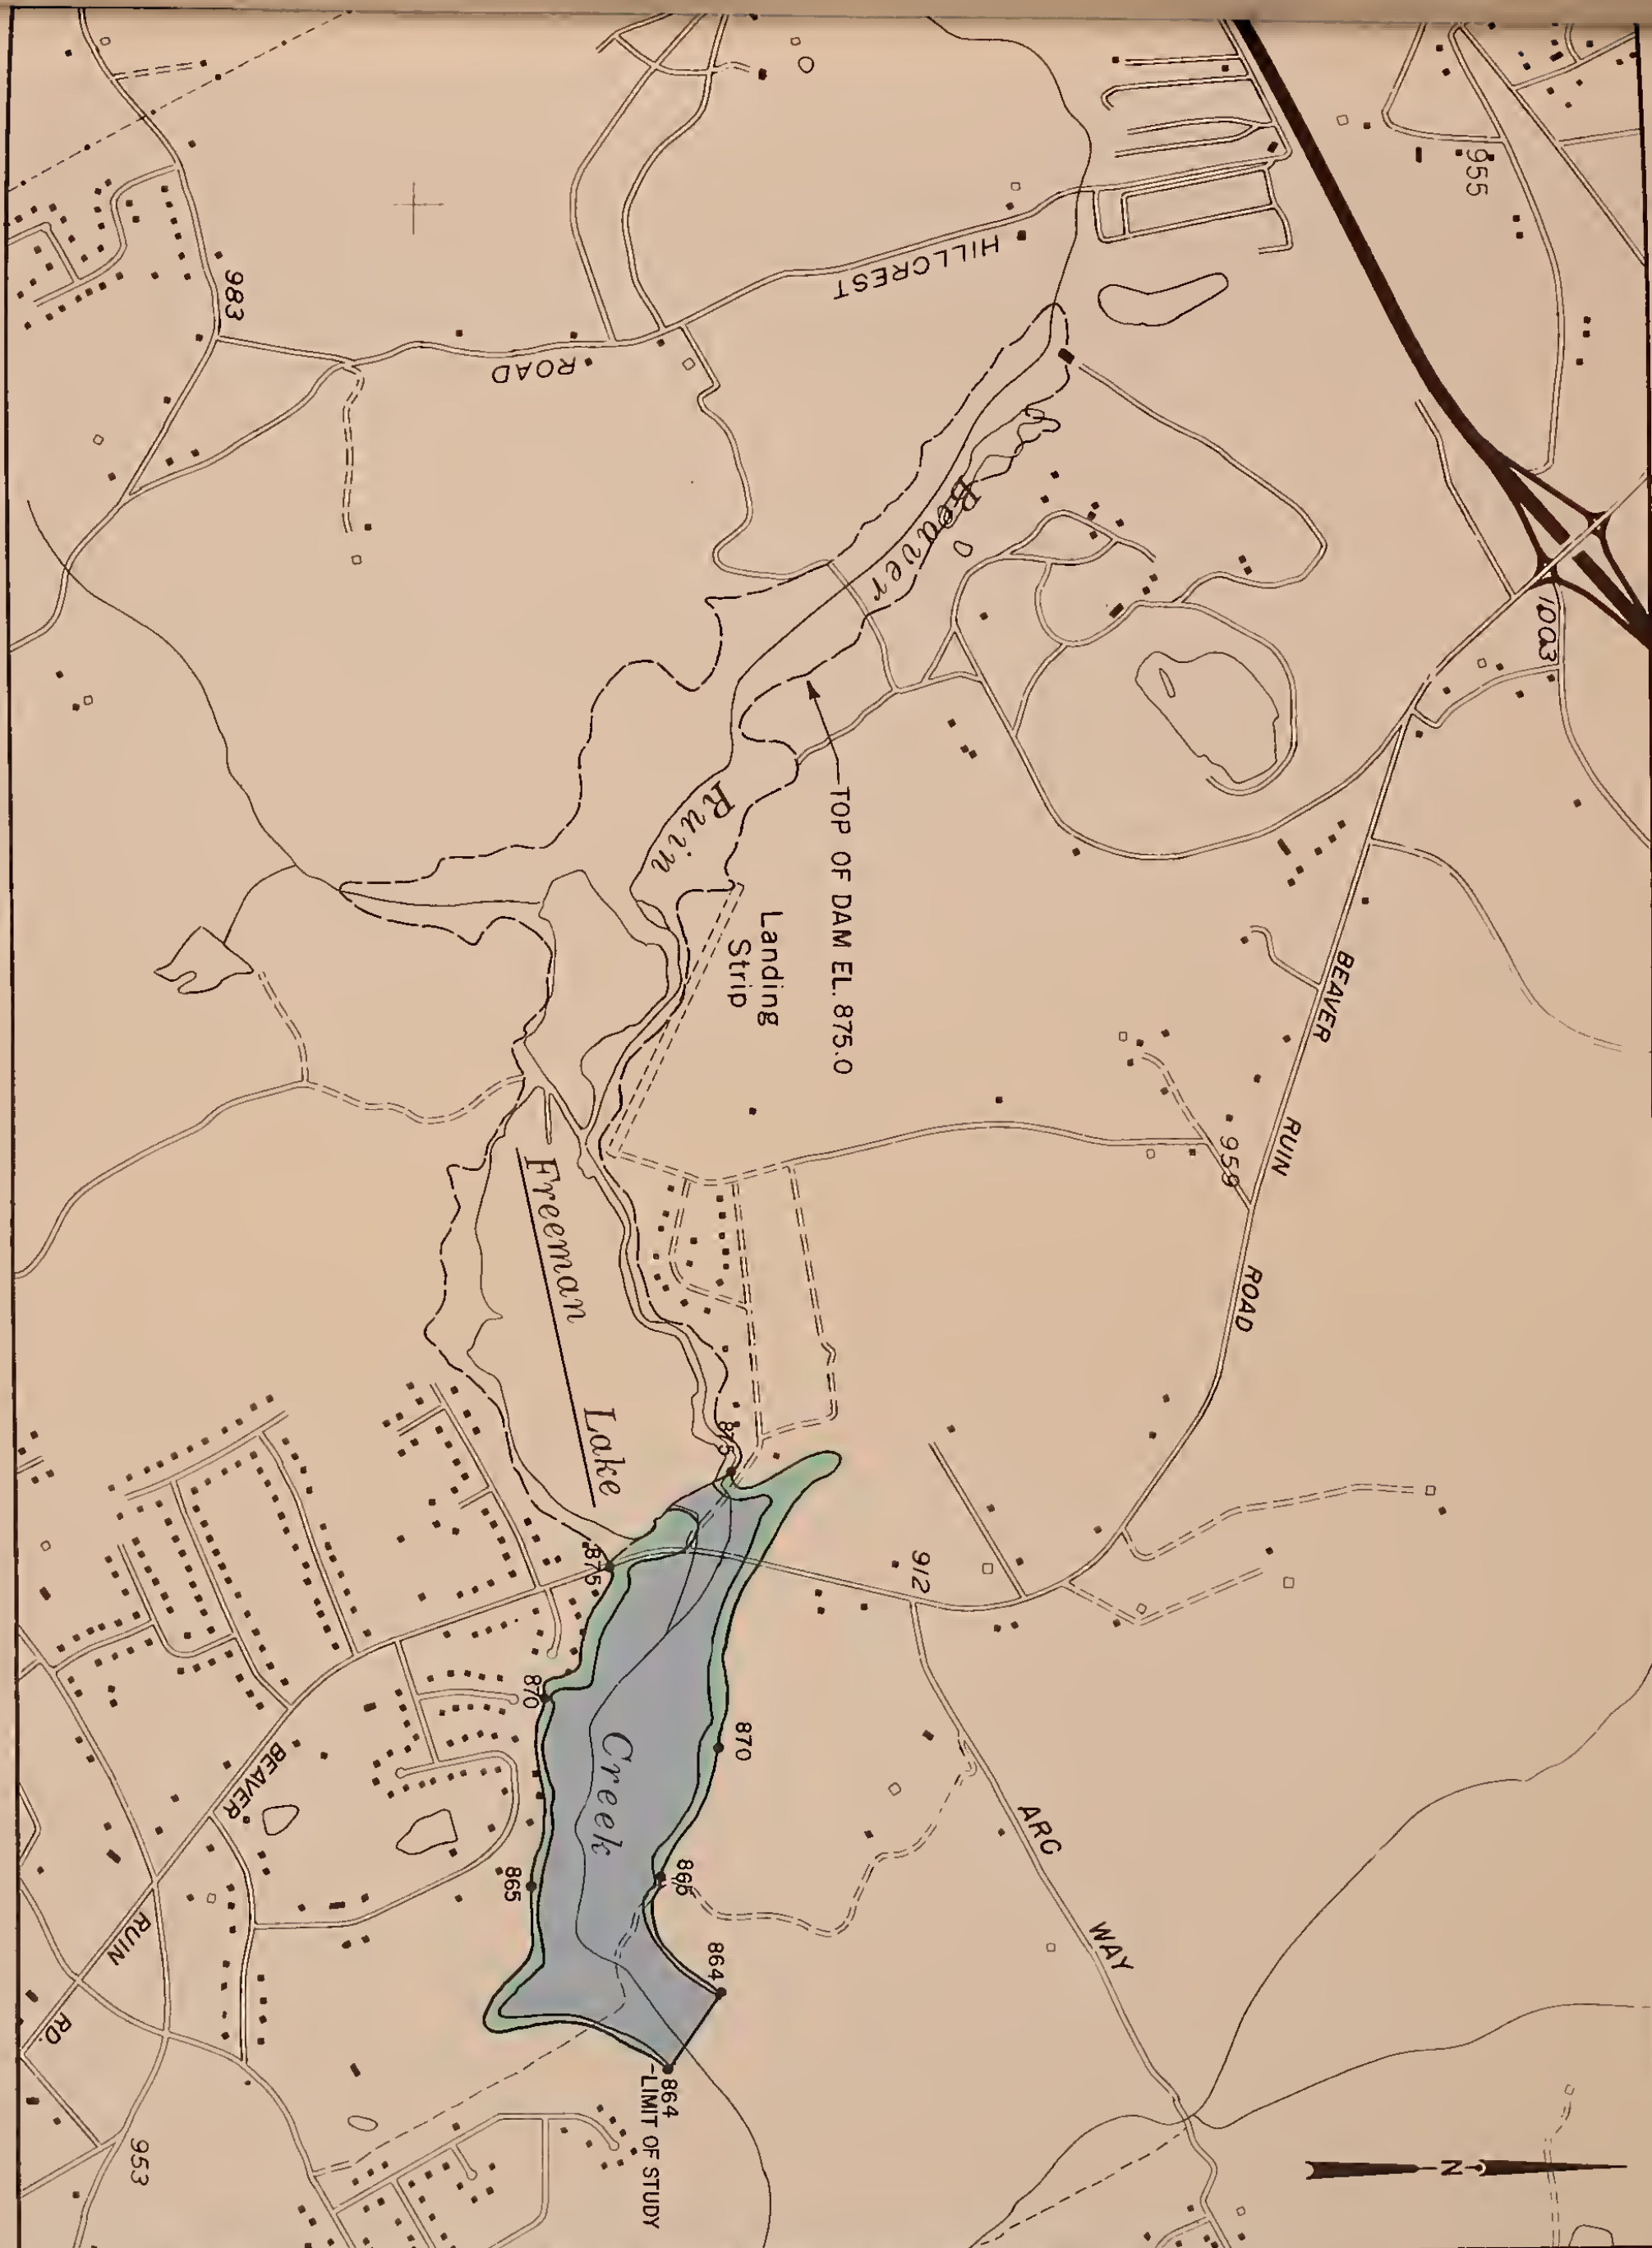 955
HILLCREST
983
ROAD
Beaver
1003
TOP OF DAM EL. 875.0
Ruin
Landing
Strip
BEAVER
RUIN
ROAD
959
Freeman
Lake
875
875
912
870
870
Creek
865
865
864
864
LIMIT OF STUDY
ARC
WAY
BEAVER
RUIN
RD.
953
N